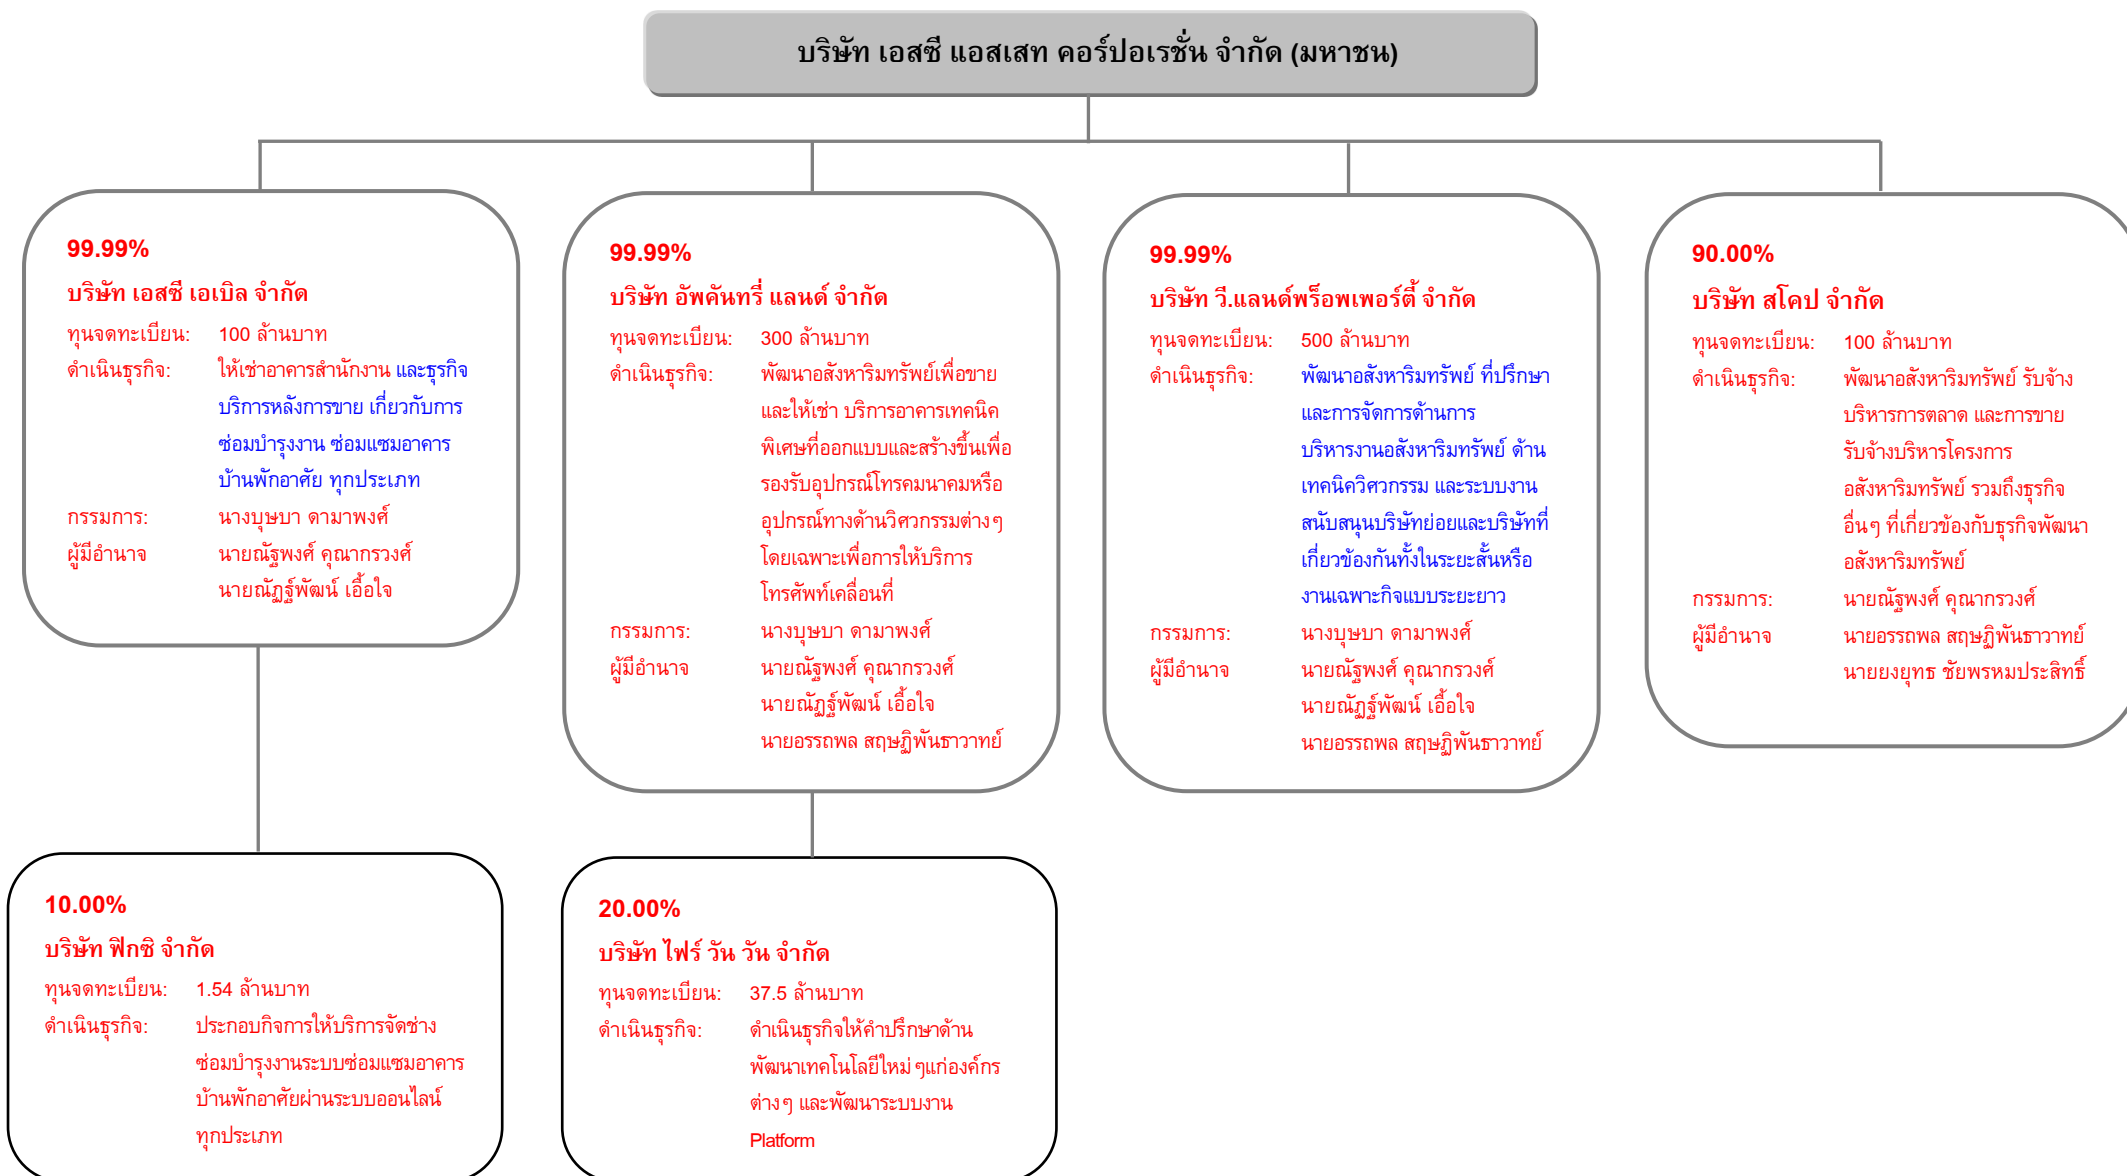 บริษัท เอสซี แอสเสท คอร์ปอเรชั่น จำกัด (มหาชน)
99.99%
บริษัท เอสซี เอเบิล จำกัด
ทุนจดทะเบียน: 100 ล้านบาท
ดำเนินธุรกิจ: ให้เช่าอาคารสำนักงาน และธุรกิจ
บริการหลังการขาย เกี่ยวกับการ
ซ่อมบำรุงงาน ซ่อมแซมอาคาร
บ้านพักอาศัย ทุกประเภท
กรรมการ: นางบุษบา ดามาพงศ์
ผู้มีอำนาจ นายณัฐพงศ์ คุณากรวงศ์
นายณัฏฐ์พัฒน์ เอื้อใจ
99.99%
บริษัท อัพคันทรี่ แลนด์ จำกัด
ทุนจดทะเบียน: 300 ล้านบาท
ดำเนินธุรกิจ: พัฒนาอสังหาริมทรัพย์เพื่อขาย
และให้เช่า บริการอาคารเทคนิค
พิเศษที่ออกแบบและสร้างขึ้นเพื่อ
รองรับอุปกรณ์โทรคมนาคมหรือ
อุปกรณ์ทางด้านวิศวกรรมต่างๆ
โดยเฉพาะเพื่อการให้บริการ
โทรศัพท์เคลื่อนที่
กรรมการ: นางบุษบา ดามาพงศ์
ผู้มีอำนาจ นายณัฐพงศ์ คุณากรวงศ์
นายณัฏฐ์พัฒน์ เอื้อใจ
นายอรรถพล สฤษฎิพันธาวาทย์
99.99%
บริษัท วี.แลนด์พร็อพเพอร์ตี้ จำกัด
ทุนจดทะเบียน: 500 ล้านบาท
ดำเนินธุรกิจ: พัฒนาอสังหาริมทรัพย์ ที่ปรึกษา
และการจัดการด้านการ
บริหารงานอสังหาริมทรัพย์ ด้าน
เทคนิควิศวกรรม และระบบงาน
สนับสนุนบริษัทย่อยและบริษัทที่
เกี่ยวข้องกันทั้งในระยะสั้นหรือ
งานเฉพาะกิจแบบระยะยาว
กรรมการ: นางบุษบา ดามาพงศ์
ผู้มีอำนาจ นายณัฐพงศ์ คุณากรวงศ์
นายณัฏฐ์พัฒน์ เอื้อใจ
นายอรรถพล สฤษฎิพันธาวาทย์
90.00%
บริษัท สโคป จำกัด
ทุนจดทะเบียน: 100 ล้านบาท
ดำเนินธุรกิจ: พัฒนาอสังหาริมทรัพย์ รับจ้าง
บริหารการตลาด และการขาย
รับจ้างบริหารโครงการ
อสังหาริมทรัพย์ รวมถึงธุรกิจ
อื่นๆ ที่เกี่ยวข้องกับธุรกิจพัฒนา
อสังหาริมทรัพย์
กรรมการ: นายณัฐพงศ์ คุณากรวงศ์
ผู้มีอำนาจ นายอรรถพล สฤษฎิพันธาวาทย์
นายยงยุทธ ชัยพรหมประสิทธิ์
10.00%
บริษัท ฟิกซิ จำกัด
ทุนจดทะเบียน: 1.54 ล้านบาท
ดำเนินธุรกิจ: ประกอบกิจการให้บริการจัดช่าง
ซ่อมบำรุงงานระบบซ่อมแซมอาคาร
บ้านพักอาศัยผ่านระบบออนไลน์
ทุกประเภท
20.00%
บริษัท ไฟร์ วัน วัน จำกัด
ทุนจดทะเบียน: 37.5 ล้านบาท
ดำเนินธุรกิจ: ดำเนินธุรกิจให้คำปรึกษาด้าน
พัฒนาเทคโนโลยีใหม่ๆแก่องค์กร
ต่างๆ และพัฒนาระบบงาน
Platform